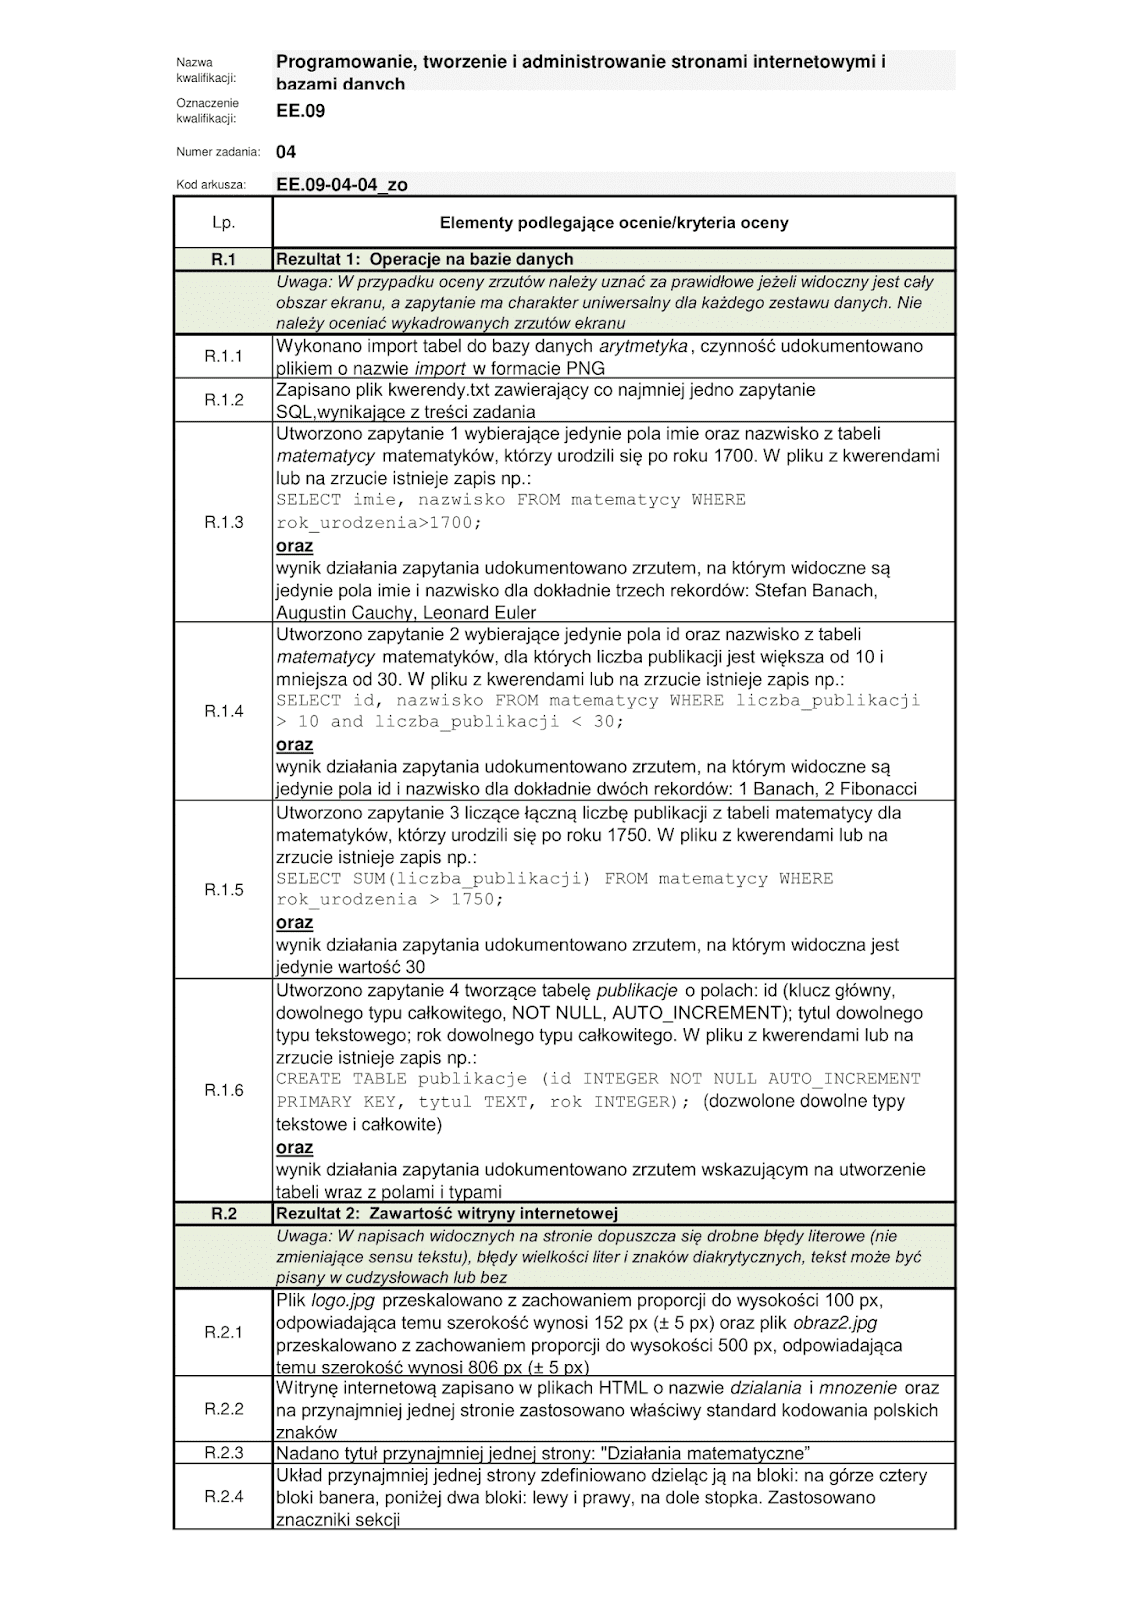 Nazwa
kwalifikacji:
Programowanie, tworzenie i administrowanie stronami internetowymi i
bazami danych
Oznaczenie
kwalifikacji:
EE.09
Numer zadania:
04
Kod arkusza:
EE.09-04-04_zo
Lp.
Elementy podlegające ocenie/kryteria oceny
R.1
Rezultat 1: Operacje na bazie danych
Uwaga: W przypadku oceny zrzutów należy uznać za prawidłowe jeżeli widoczny jest cały
obszar ekranu, a zapytanie ma charakter uniwersalny dla każdego zestawu danych. Nie
należy oceniać wykadrowanych zrzutów ekranu
R.1.1
Wykonano import tabel do bazy danych arytmetyka, czynność udokumentowano
plikiem o nazwie import w formacie PNG
R.1.2
Zapisano plik kwerendy.txt zawierający co najmniej jedno zapytanie
SQL,wynikające z treści zadania
R.1.3
Utworzono zapytanie 1 wybierające jedynie pola imie oraz nazwisko z tabeli
matematycy matematyków, którzy urodzili się po roku 1700. W pliku z kwerendami
lub na zrzucie istnieje zapis np.:
SELECT imie, nazwisko FROM matematycy WHERE
rok_urodzenia>1700;
oraz
wynik działania zapytania udokumentowano zrzutem, na którym widoczne są
jedynie pola imie i nazwisko dla dokładnie trzech rekordów: Stefan Banach,
Augustin Cauchy, Leonard Euler
R.1.4
Utworzono zapytanie 2 wybierające jedynie pola id oraz nazwisko z tabeli
matematycy matematyków, dla których liczba publikacji jest większa od 10 i
mniejsza od 30. W pliku z kwerendami lub na zrzucie istnieje zapis np.:
SELECT id, nazwisko FROM matematycy WHERE liczba_publikacji
> 10 and liczba_publikacji < 30;
oraz
wynik działania zapytania udokumentowano zrzutem, na którym widoczne są
jedynie pola id i nazwisko dla dokładnie dwóch rekordów: 1 Banach, 2 Fibonacci
R.1.5
Utworzono zapytanie 3 liczące łączną liczbę publikacji z tabeli matematycy dla
matematyków, którzy urodzili się po roku 1750. W pliku z kwerendami lub na
zrzucie istnieje zapis np.:
SELECT SUM(liczba_publikacji) FROM matematycy WHERE
rok_urodzenia > 1750;
oraz
wynik działania zapytania udokumentowano zrzutem, na którym widoczna jest
jedynie wartość 30
R.1.6
Utworzono zapytanie 4 tworzące tabelę publikacje o polach: id (klucz główny,
dowolnego typu całkowitego, NOT NULL, AUTO_INCREMENT); tytul dowolnego
typu tekstowego; rok dowolnego typu całkowitego. W pliku z kwerendami lub na
zrzucie istnieje zapis np.:
CREATE TABLE publikacje (id INTEGER NOT NULL AUTO_INCREMENT
PRIMARY KEY, tytul TEXT, rok INTEGER); (dozwolone dowolne typy
tekstowe i całkowite)
oraz
wynik działania zapytania udokumentowano zrzutem wskazującym na utworzenie
tabeli wraz z polami i typami
R.2
Rezultat 2: Zawartość witryny internetowej
Uwaga: W napisach widocznych na stronie dopuszcza się drobne błędy literowe (nie
zmieniające sensu tekstu), błędy wielkości liter i znaków diakrytycznych, tekst może być
pisany w cudzysłowach lub bez
R.2.1
Plik logo.jpg przeskalowano z zachowaniem proporcji do wysokości 100 px,
odpowiadająca temu szerokość wynosi 152 px (± 5 px) oraz plik obraz2.jpg
przeskalowano z zachowaniem proporcji do wysokości 500 px, odpowiadająca
temu szerokość wynosi 806 px (± 5 px)
R.2.2
Witrynę internetową zapisano w plikach HTML o nazwie dzialania i mnozenie oraz
na przynajmniej jednej stronie zastosowano właściwy standard kodowania polskich
znaków
R.2.3
Nadano tytuł przynajmniej jednej strony: "Działania matematyczne”
R.2.4
Układ przynajmniej jednej strony zdefiniowano dzieląc ją na bloki: na górze cztery
bloki banera, poniżej dwa bloki: lewy i prawy, na dole stopka. Zastosowano
znaczniki sekcji